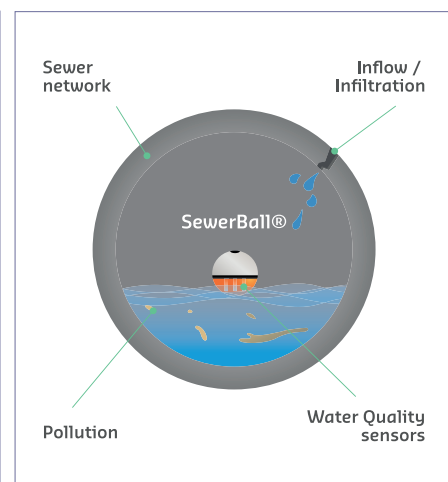 Sewer
network
Inflow /
Infiltration
SewerBall®
Pollution
Water Quality
sensors